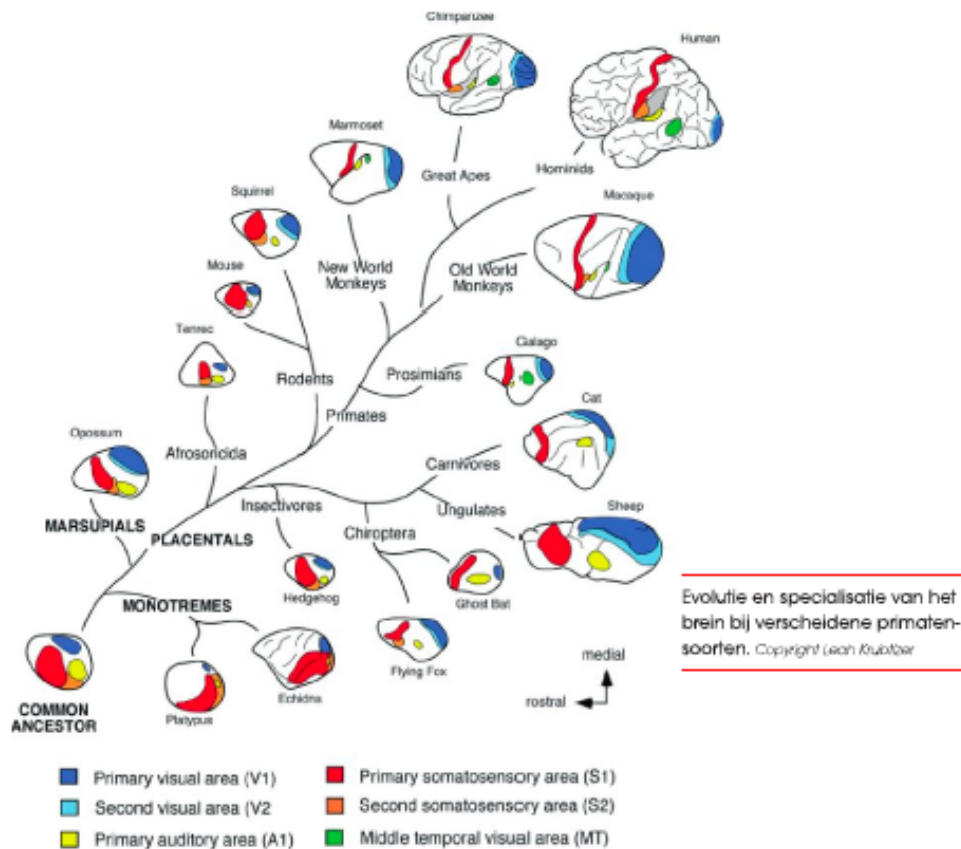 Chimpanzee
Human
Marmoset
Great Apes
Hominids
Squirrel
Macaque
Mouse
New World
Monkeys
Old World
Monkeys
Tenrec
Galago
Rodents
Prosimians
Cat
Primates
Opossum
Afrosoricida
Carnivores
Insectivores
Ungulates
Sheep
MARSUPIALS
PLACENTALS
Chiroptera
Hedgehog
Ghost Bat
MONOTREMES
Flying Fox
Echidna
Platypus
COMMON
ANCESTOR
medial
rostral
Evolutie en specialisatie van het
brein bij verscheidene primaten-
soorten. Copyright Leah Krubitzer
Primary visual area (V1)
Primary somatosensory area (S1)
Second visual area (V2
Second somatosensory area (S2)
Primary auditory area (A1)
Middle temporal visual area (MT)